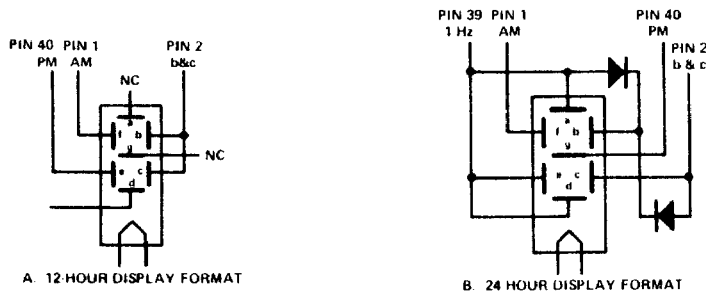 PIN 40 PIN 1 PIN 2
PM AM b&c
NC
a
f b
g
NC
e c
d
A. 12-HOUR DISPLAY FORMAT
PIN 39 PIN 1 PIN 40
1 Hz AM PM
PIN 2
b & c
a
f b
g
e c
d
B. 24 HOUR DISPLAY FORMAT